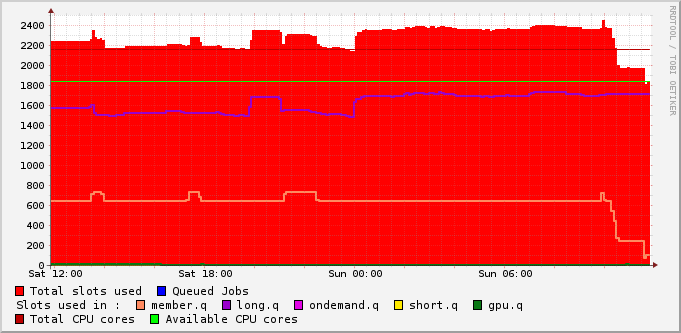 2400
2200
2000
1800
1600
1400
1200
1000
800
600
400
200
0
Sat 12:00 Sat 18:00 Sun 00:00 Sun 06:00
RRDTOOL / TOBI OETIKER
Total slots used Queued Jobs
Slots used in : member.q long.q ondemand.q short.q gpu.q
Total CPU cores Available CPU cores